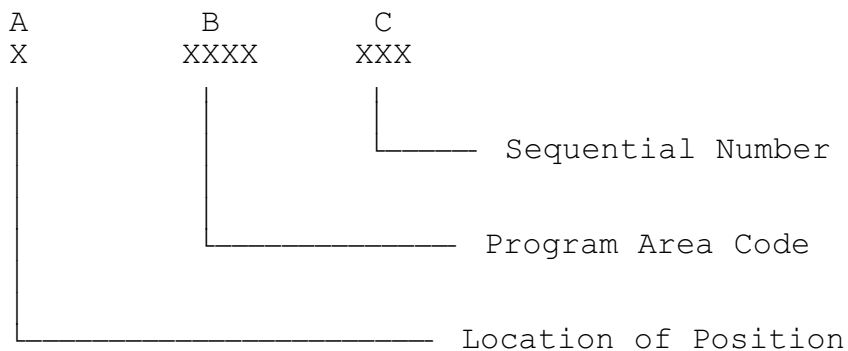 A B C
X XXXX XXX
Sequential Number
Program Area Code
Location of Position